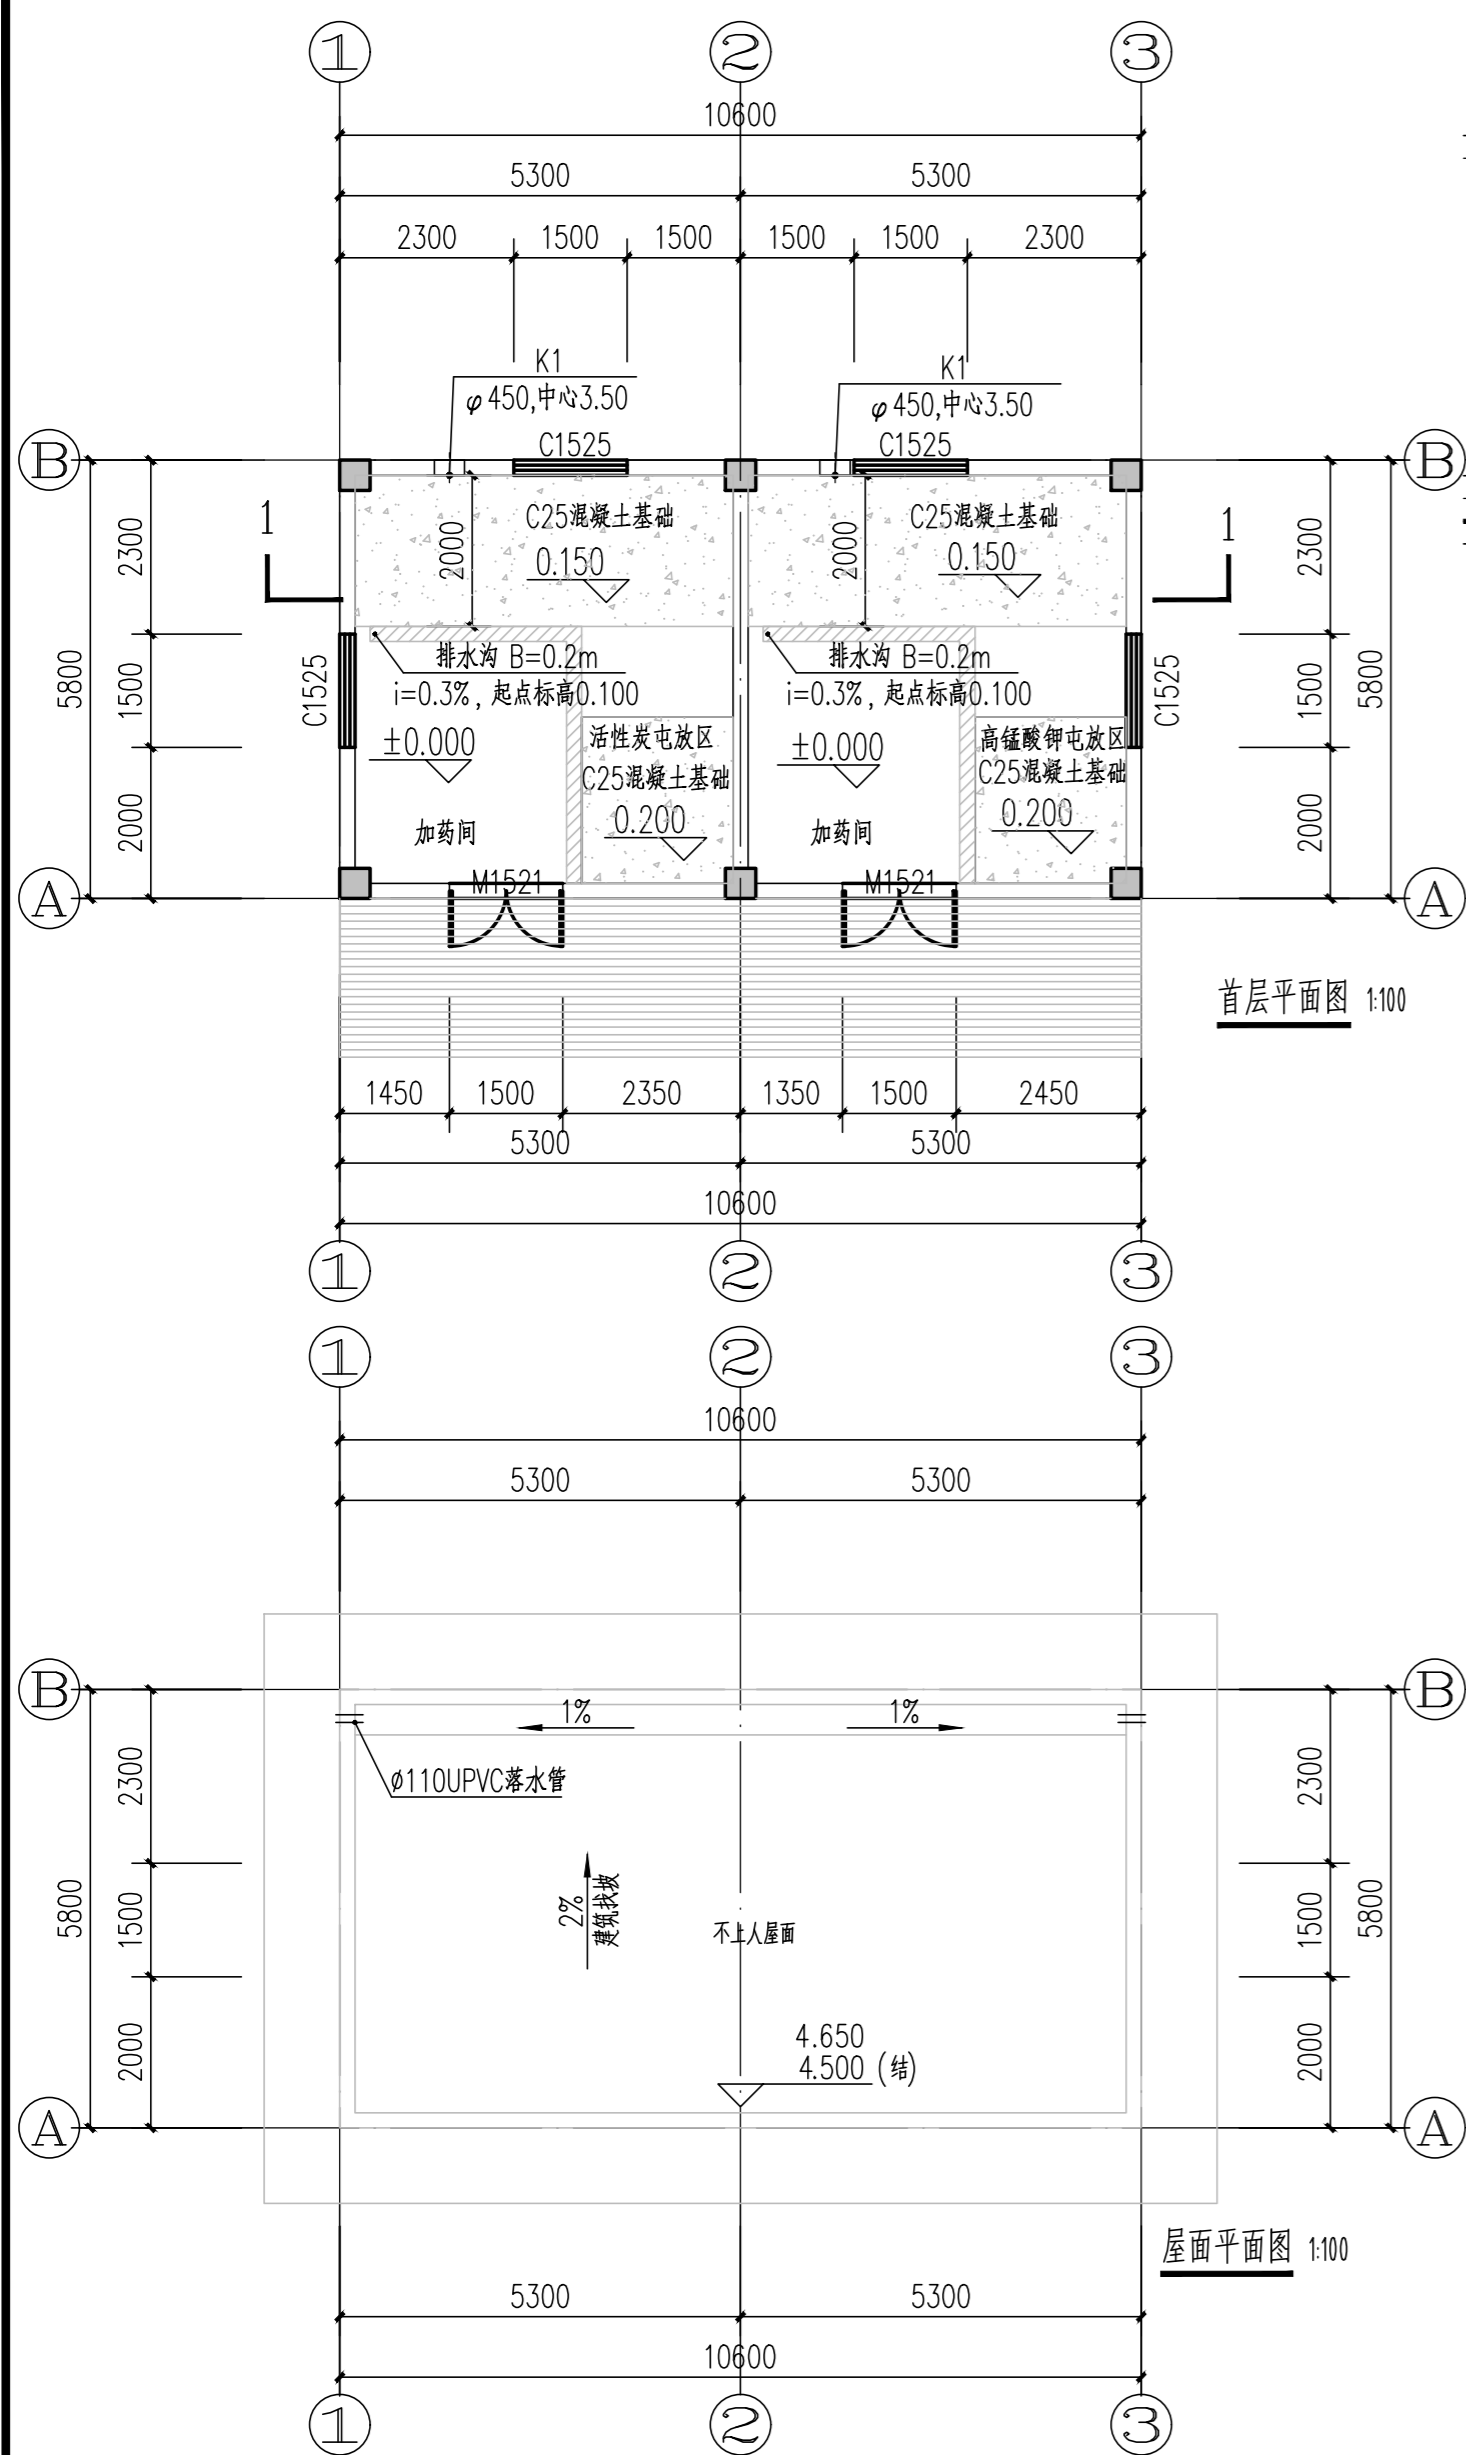 1 2 3
10600
5300 5300
2300 1500 1500 1500 1500 2300
K1 K1
φ450,中心3.50 φ450,中心3.50
C1525 C1525
B B
C25混凝土基础 C25混凝土基础
1 1
2300 2000 0.150 2000 0.150 2300
排水沟 B=0.2m 排水沟 B=0.2m
i=0.3%, 起点标高0.100 i=0.3%, 起点标高0.100
5800 1500 C1525 C1525 1500 5800
±0.000 活性炭屯放区 ±0.000 高锰酸钾屯放区
C25混凝土基础 C25混凝土基础
2000 加药间 0.200 加药间 0.200 2000
M1521 M1521
A A
首层平面图 1:100
1450 1500 2350 1350 1500 2450
5300 5300
10600
1 2 3
1 2 3
10600
5300 5300
B B
1% 1%
2300 ø110UPVC落水管 2300
5800 1500 2% 建筑找坡 不上人屋面 1500 5800
4.650
2000 4.500 (结) 2000
A A
屋面平面图 1:100
5300 5300
10600
1 2 3